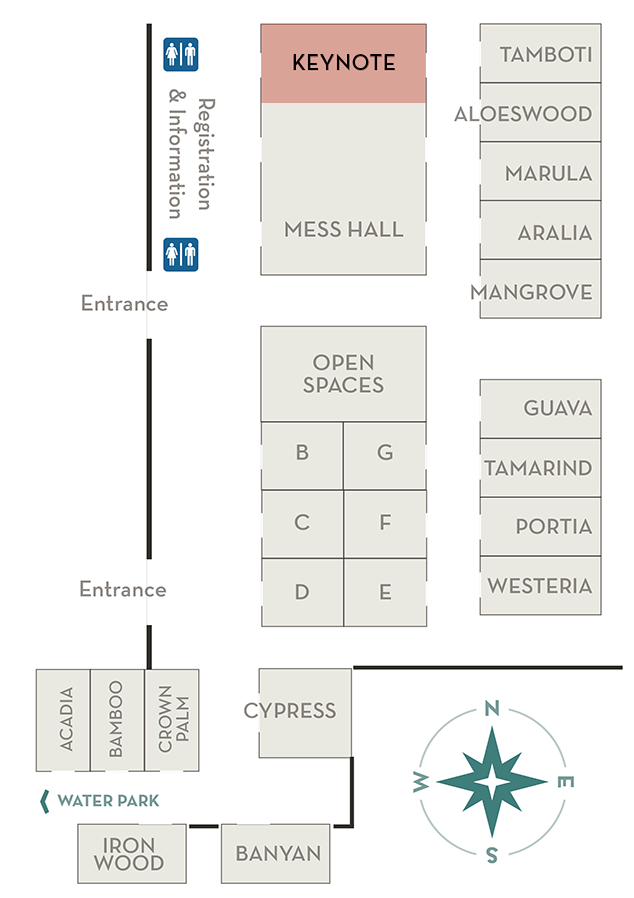 KEYNOTE
MESS HALL
Registration
& Information
Entrance
TAMBOTI
ALOESWOOD
MARULA
ARALIA
MANGROVE
OPEN
SPACES
B
G
C
F
D
E
GUAVA
TAMARIND
PORTIA
WESTERIA
Entrance
ACADIA
BAMBOO
CROWN
PALM
CYPRESS
WATER PARK
IRON
WOOD
BANYAN
N
W
E
S